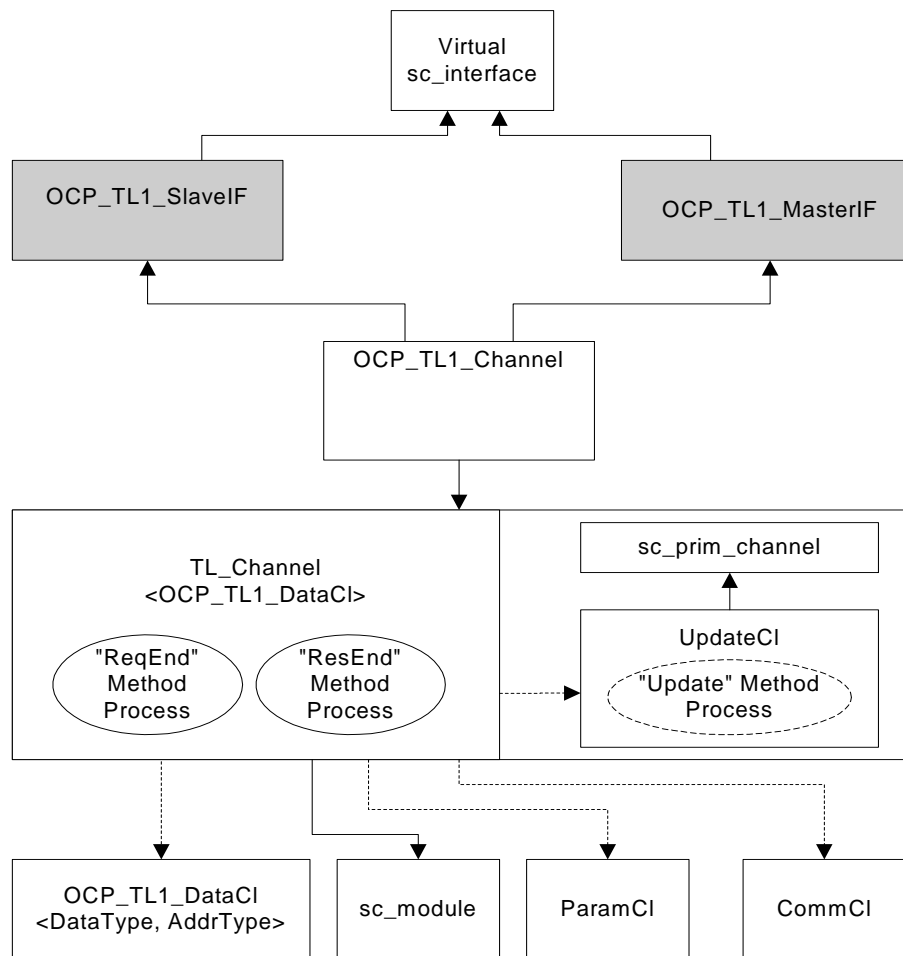 Virtual
sc_interface
OCP_TL1_SlaveIF
OCP_TL1_MasterIF
OCP_TL1_Channel
TL_Channel
<OCP_TL1_DataCl>
"ReqEnd"
Method
Process
"ResEnd"
Method
Process
sc_prim_channel
UpdateCl
"Update" Method
Process
OCP_TL1_DataCl
<DataType, AddrType>
sc_module
ParamCl
CommCl